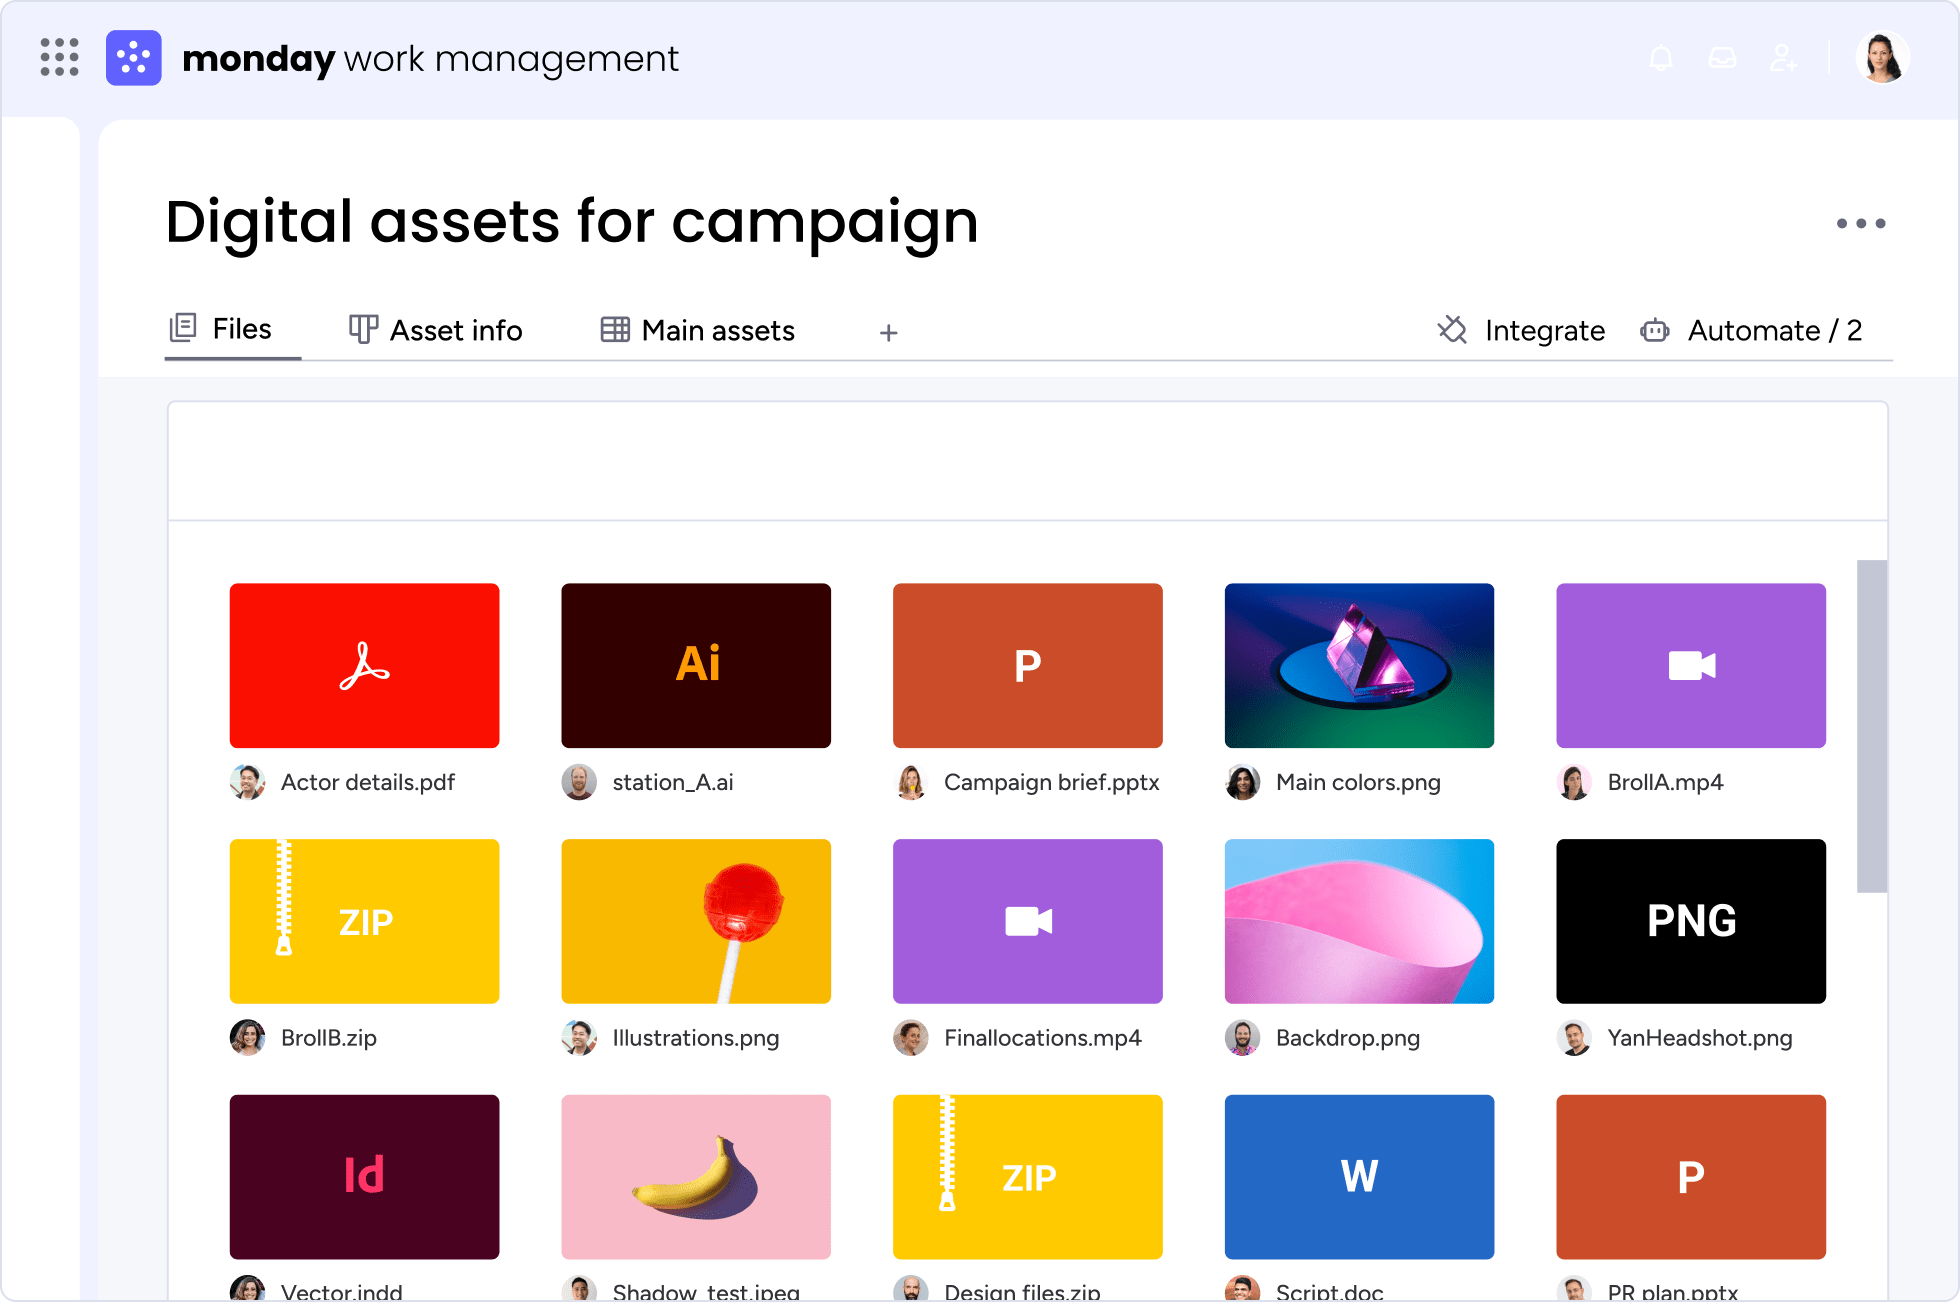 monday work management
Digital assets for campaign
Files Asset info Main assets + Integrate Automate / 2
Ai P
Actor details.pdf station_A.ai Campaign brief.pptx Main colors.png BrollA.mp4
ZIP PNG
BrollB.zip Illustrations.png Finallocations.mp4 Backdrop.png YanHeadshot.png
Id ZIP W P
Vector.indd Shadow_test.jpeg Design files.zip Script.doc PR plan.pptx